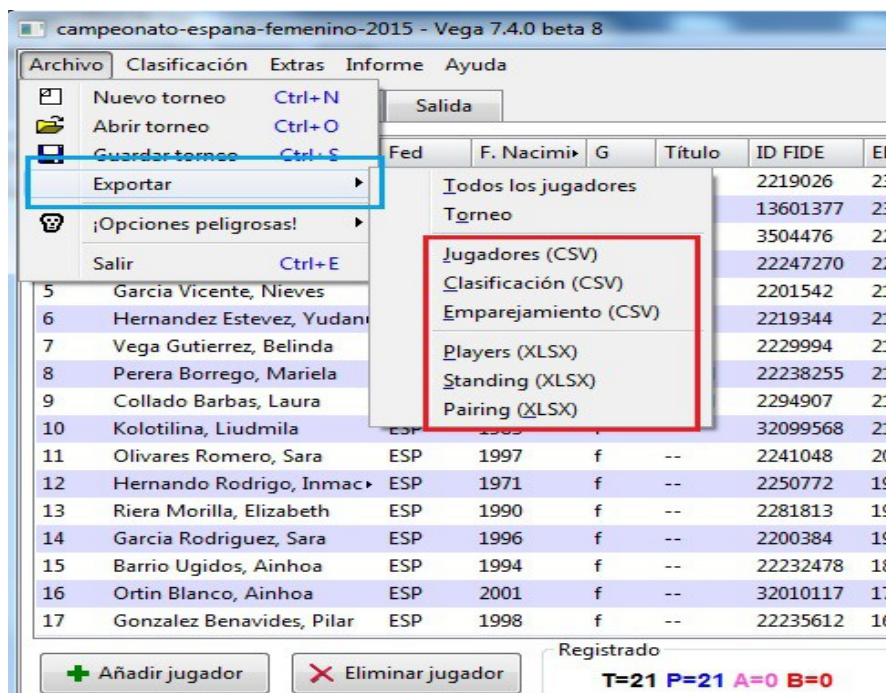 campeonato-espana-femenino-2015 - Vega 7.4.0 beta 8
Archivo Clasificación Extras Informe Ayuda
Nuevo torneo Ctrl+N
Abrir torneo Ctrl+O
Guardar torneo Ctrl+S
Exportar
¡Opciones peligrosas!
Salir Ctrl+E
Salida
Todos los jugadores
Torneo
Jugadores (CSV)
Clasificación (CSV)
Emparejamiento (CSV)
Players (XLSX)
Standing (XLSX)
Pairing (XLSX)
Fed F. Nacimi G Título ID FIDE
2219026
13601377
3504476
22247270
5 Garcia Vicente, Nieves 2201542
6 Hernandez Estevez, 2219344
7 Vega Gutierrez, Belinda 2229994
8 Perera Borrego, Mariela 22238255
9 Collado Barbas, Laura 2294907
10 Kolotilina, Liudmila ESP 32099568
11 Olivares Romero, Sara ESP 1997 f -- 2241048
12 Hernando Rodrigo, Inmac ESP 1971 f -- 2250772
13 Riera Morilla, Elizabeth ESP 1990 f -- 2281813
14 Garcia Rodriguez, Sara ESP 1996 f -- 2200384
15 Barrio Ugidos, Ainhoa ESP 1994 f -- 22232478
16 Ortin Blanco, Ainhoa ESP 2001 f -- 32010117
17 Gonzalez Benavides, Pilar ESP 1998 f -- 22235612
Añadir jugador
Eliminar jugador
Registrado
T=21 P=21 A=0 B=0